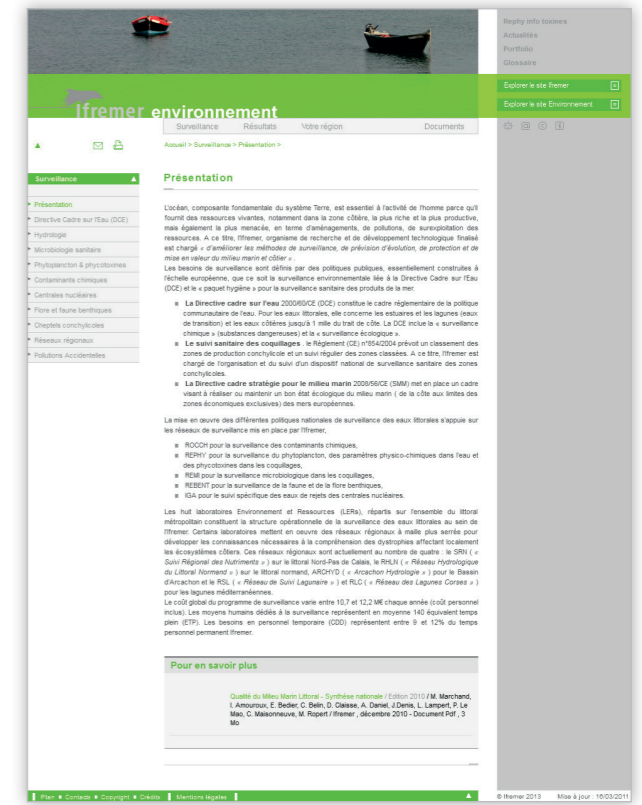 Rephy info toxines
Actualités
Portfolio
Glossaire
Explorer le site Ifremer
Explorer le site Environnement
Ifremer environnement
Surveillance Résultats Votre région Documents
Accueil > Surveillance > Présentation >
Surveillance
Présentation
Directive Cadre sur l'Eau (DCE)
Hydrologie
Microbiologie sanitaire
Phytoplancton & phycotoxines
Contaminants chimiques
Centrales nucléaires
Flore et faune benthiques
Cheptels conchylicoles
Réseaux régionaux
Pollutions Accidentelles
Présentation
L'océan, composante fondamentale du système Terre, est essentiel à l'activité de l'homme parce qu'il
fournit des ressources vivantes, notamment dans la zone côtière, la plus riche et la plus productive,
mais également la plus menacée, en terme d'aménagements, de pollutions, de surexploitation des
ressources. A ce titre, l'Ifremer, organisme de recherche et de développement technologique finalisé
est chargé « d'améliorer les méthodes de surveillance, de prévision d'évolution, de protection et de
mise en valeur du milieu marin et côtier » .
Les besoins de surveillance sont définis par des politiques publiques, essentiellement construites à
l'échelle européenne, que ce soit la surveillance environnementale liée à la Directive Cadre sur l'Eau
(DCE) et le « paquet hygiène » pour la surveillance sanitaire des produits de la mer.
La Directive cadre sur l'eau 2000/60/CE (DCE) constitue le cadre réglementaire de la politique
communautaire de l'eau. Pour les eaux littorales, elle concerne les estuaires et les lagunes (eaux
de transition) et les eaux côtières jusqu'à 1 mille du trait de côte. La DCE inclue la « surveillance
chimique » (substances dangereuses) et la « surveillance écologique ».
Le suivi sanitaire des coquillages . le Réglement (CE) n°854/2004 prévoit un classement des
zones de production conchylicole et un suivi régulier des zones classées. A ce titre, l'Ifremer est
chargé de l'organisation et du suivi d'un dispositif national de surveillance sanitaire des zones
conchylicoles.
La Directive cadre stratégie pour le milieu marin 2008/56/CE (SMM) met en place un cadre
visant à réaliser ou maintenir un bon état écologique du milieu marin ( de la côte aux limites des
zones économiques exclusives) des mers européennes.
La mise en œuvre des différentes politiques nationales de surveillance des eaux littorales s'appuie sur
les réseaux de surveillance mis en place par l'Ifremer,
ROCCH pour la surveillance des contaminants chimiques,
REPHY pour la surveillance du phytoplancton, des paramètres physico-chimiques dans l'eau et
des phycotoxines dans les coquillages,
REMI pour la surveillance microbiologique dans les coquillages,
REBENT pour la surveillance de la faune et de la flore benthiques,
IGA pour le suivi spécifique des eaux de rejets des centrales nucléaires.
Les huit laboratoires Environnement et Ressources (LERs), répartis sur l'ensemble du littoral
métropolitain constituent la structure opérationnelle de la surveillance des eaux littorales au sein de
l'Ifremer. Certains laboratoires mettent en oeuvre des réseaux régionaux à maille plus serrée pour
développer les connaissances nécessaires à la compréhension des dystrophies affectant localement
les écosystèmes côtiers. Ces réseaux régionaux sont actuellement au nombre de quatre : le SRN ( «
Suivi Régional des Nutriments » ) sur le littoral Nord-Pas de Calais, le RHLN ( « Réseau Hydrologique
du Littoral Normand » ) sur le littoral normand, ARCHYD ( « Arcachon Hydrologie » ) pour le Bassin
d'Arcachon et le RSL ( « Réseau de Suivi Lagunaire » ) et RLC ( « Réseau des Lagunes Corses » )
pour les lagunes méditerranéennes.
Le coût global du programme de surveillance varie entre 10,7 et 12,2 M€ chaque année (coût personnel
inclus). Les moyens humains dédiés à la surveillance représentent en moyenne 140 équivalent temps
plein (ETP). Les besoins en personnel temporaire (CDD) représentent entre 9 et 12% du temps
personnel permanent Ifremer.
Pour en savoir plus
Qualité du Milieu Marin Littoral - Synthèse nationale / Edition 2010 / M. Marchand,
I. Amouroux, E. Bedier, C. Belin, D. Claisse, A. Daniel, J.Denis, L. Lampert, P. Le
Mao, C. Maisonneuve, M. Ropert / Ifremer , décembre 2010 - Document Pdf , 3
Mo
Plan Contacts Copyright Crédits Mentions légales
© Ifremer 2013 Mise à jour : 16/03/2011